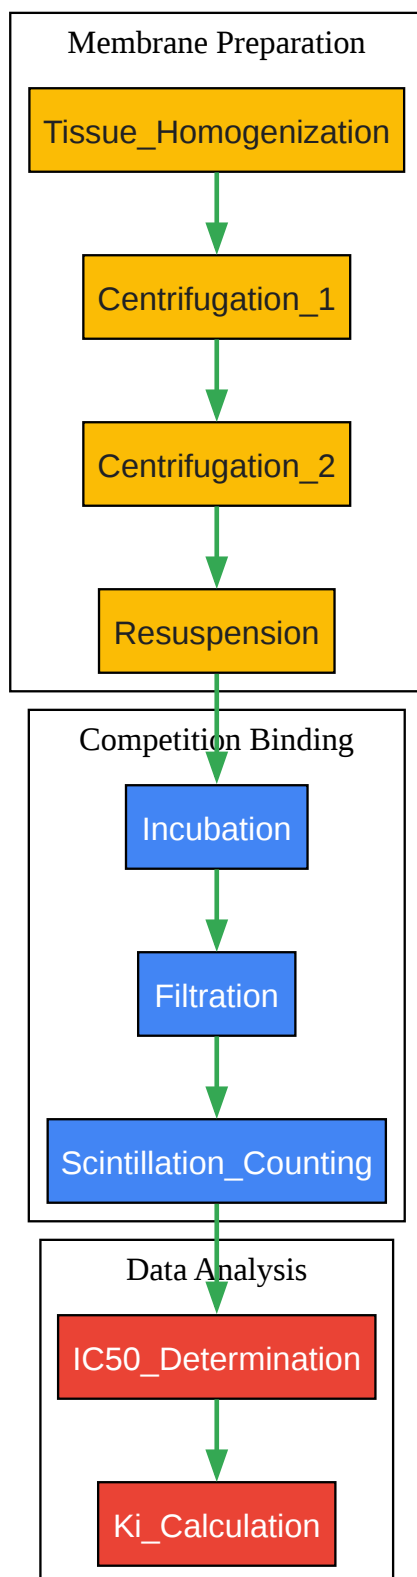 Membrane Preparation
Tissue_Homogenization
Centrifugation_1
Centrifugation_2
Resuspension
Competition Binding
Incubation
Filtration
Scintillation_Counting
Data Analysis
IC50_Determination
Ki_Calculation